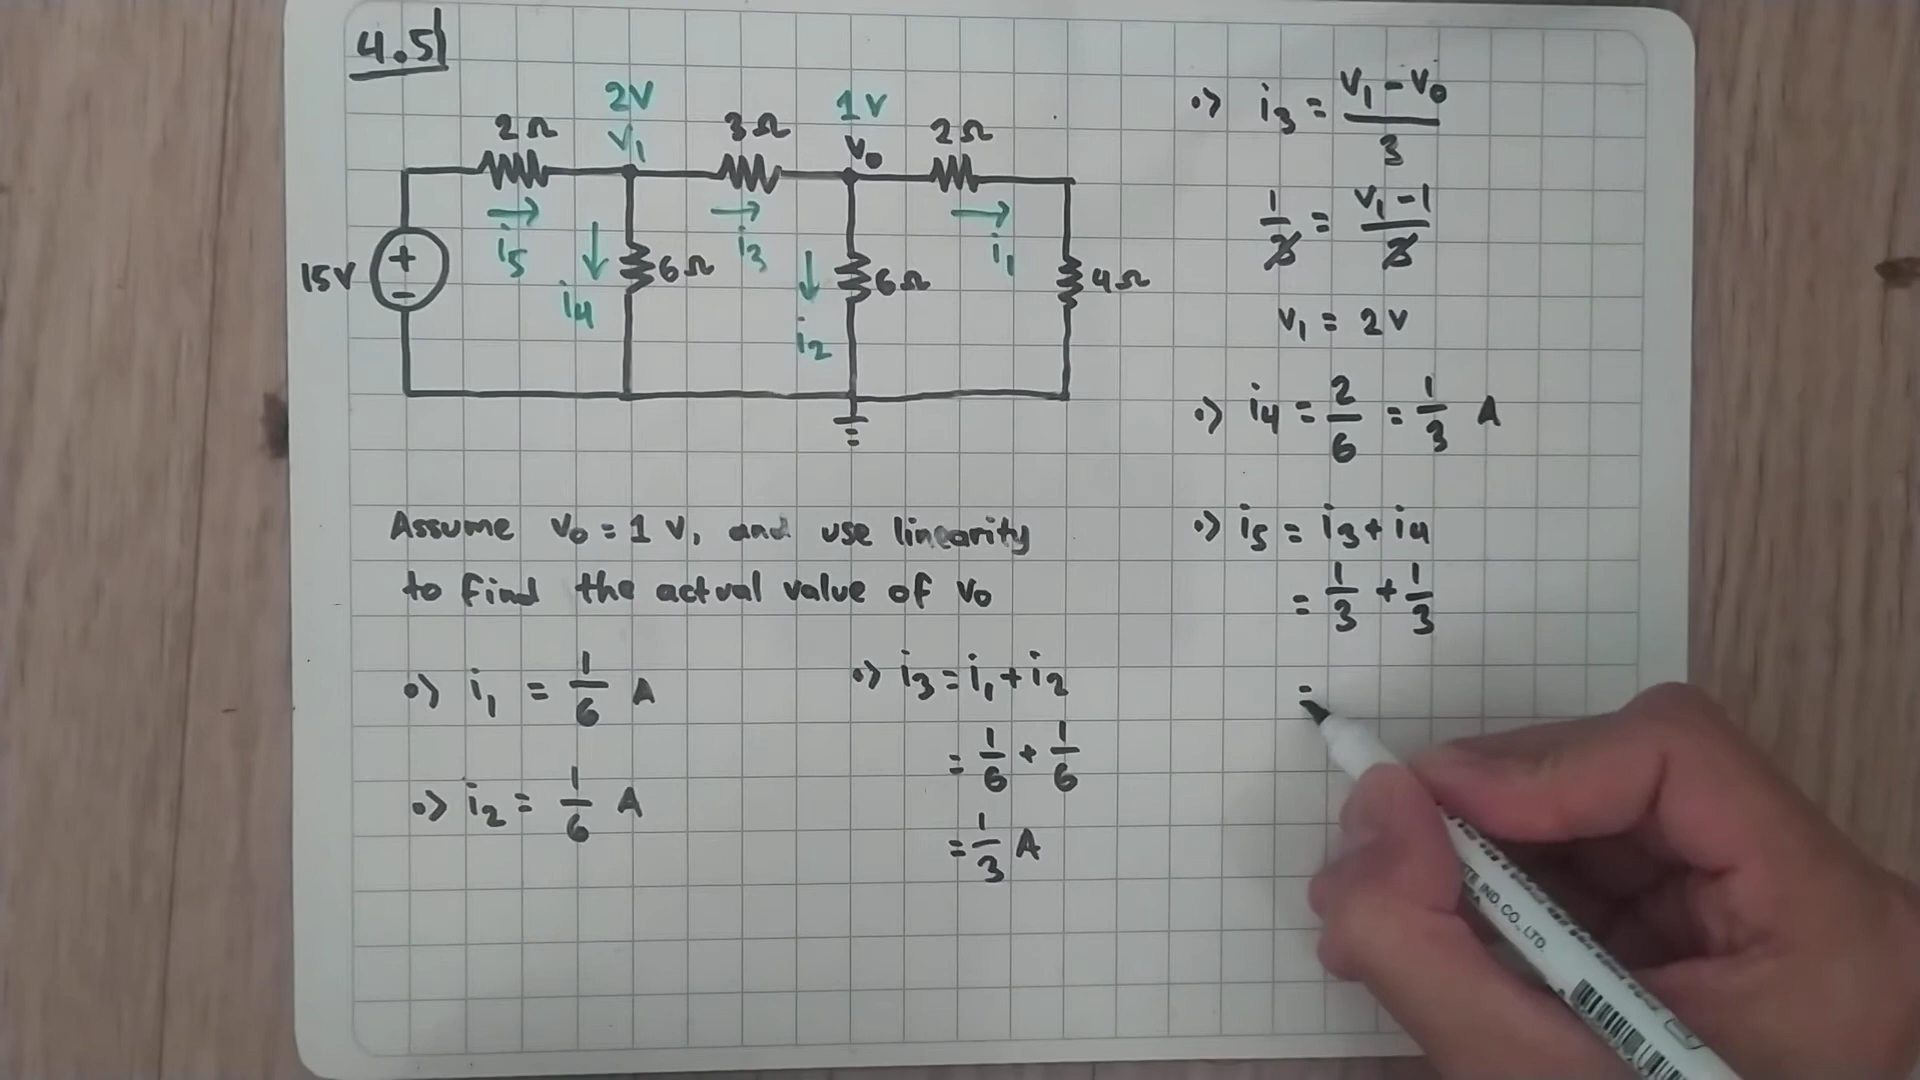 4.5
2Ω
2V
V₁
3Ω
1V
V₀
2Ω
i₅
i₄
6Ω
i₃
i₂
6Ω
i₁
4Ω
15V
+
-
Assume V₀ = 1 V, and use linearity
to find the actual value of V₀
•) i₁ = 1/6 A
•) i₂ = 1/6 A
•) i₃ = i₁ + i₂
= 1/6 + 1/6
= 1/3 A
•) i₃ = (V₁ - V₀)/3
1/3 = (V₁ - 1)/3
V₁ = 2V
•) i₄ = 2/6 = 1/3 A
•) i₅ = i₃ + i₄
= 1/3 + 1/3
=
IND. CO., LTD.